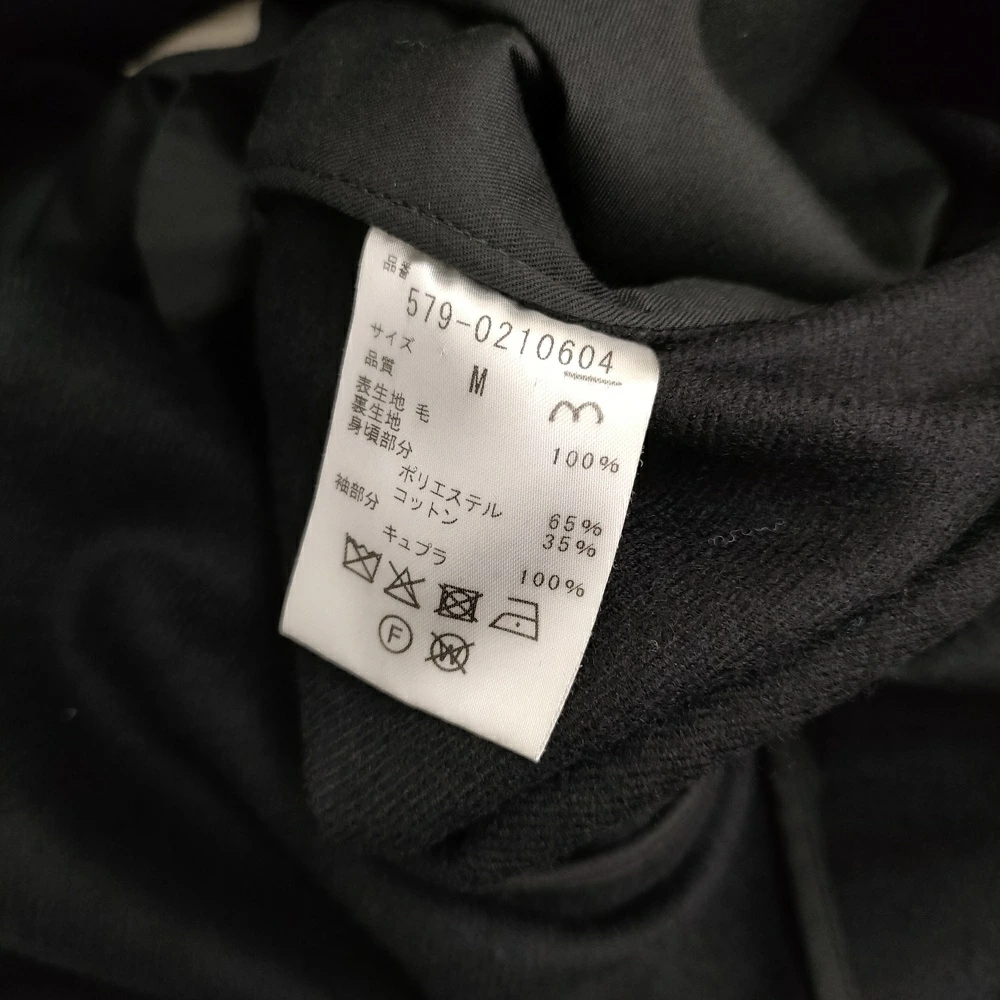 品番
579-0210604
サイズ M
品質
表生地 毛 100%
裏生地
身頃部分
ポリエステル 65%
コットン 35%
袖部分
キュプラ 100%
F W